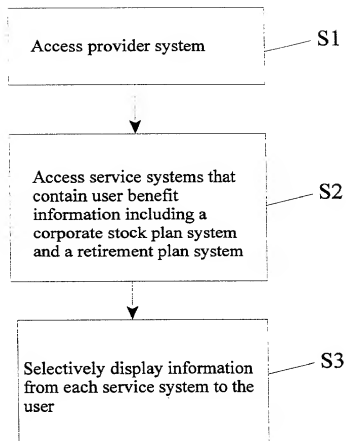 Access provider system
S1
Access service systems that
contain user benefit
information including a
corporate stock plan system
and a retirement plan system
S2
Selectively display information
from each service system to the
user
S3